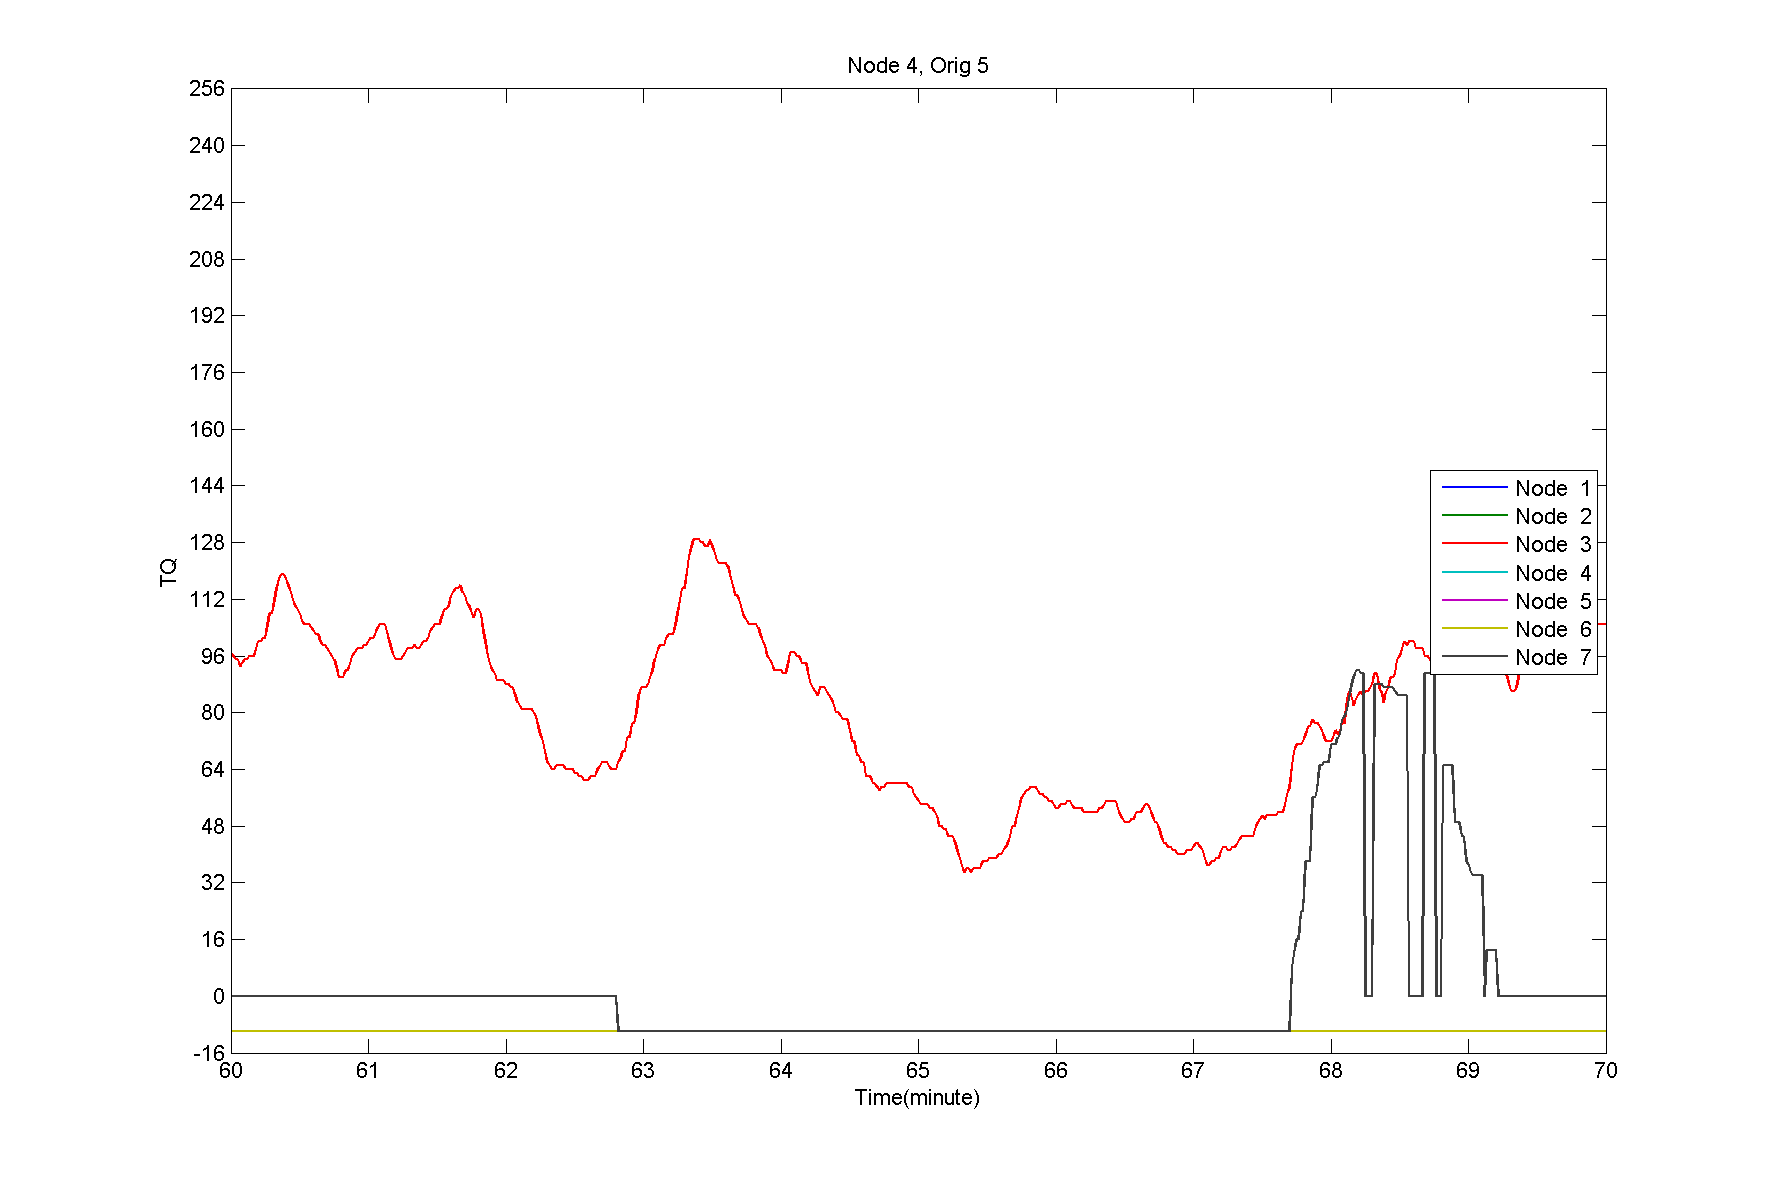 Node 4, Orig 5
256
240
224
208
192
176
160
144
128
112
96
80
64
48
32
16
0
-16
TQ
Node 1
Node 2
Node 3
Node 4
Node 5
Node 6
Node 7
60 61 62 63 64 65 66 67 68 69 70
Time(minute)